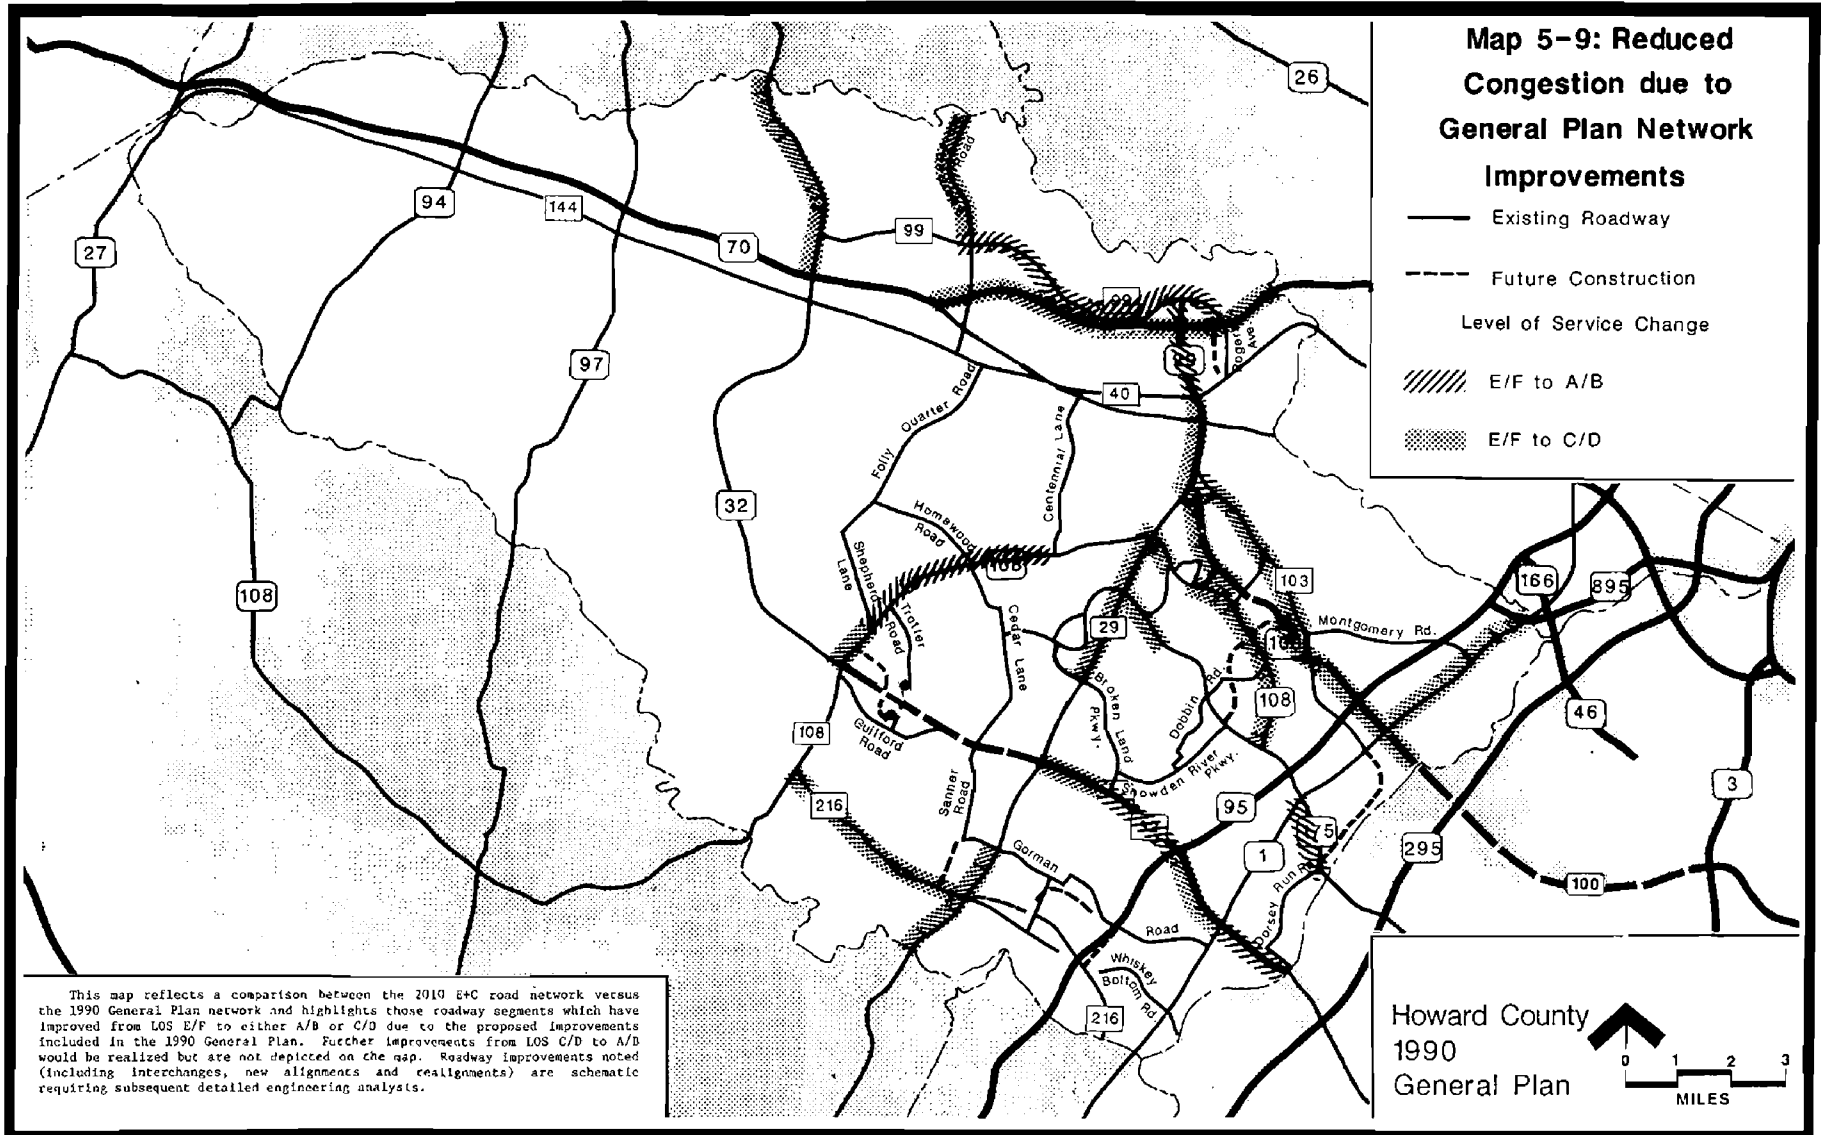 Map 5-9: Reduced
Congestion due to
General Plan Network
Improvements
Existing Roadway
Future Construction
Level of Service Change
E/F to A/B
E/F to C/D
26
94
144
27
70
99
Road
Rogers
Ave
97
40
Folly Quarter Road
Centennial Lane
32
Homewood
Road
Shepherd
Lane
108
103
166
895
Trotter
Road
Cedar Lane
29
Montgomery Rd.
Broken Land
Pkwy.
Dobbin Rd.
108
46
108
Guilford
Road
Snowden River
Pkwy.
Sanner
Road
216
95
3
1
295
Gorman
Road
Dorsey Run Rd
100
Whiskey
Bottom Rd
216
This map reflects a comparison between the 2010 E+C road network versus
the 1990 General Plan network and highlights those roadway segments which have
improved from LOS E/F to either A/B or C/D due to the proposed improvements
included in the 1990 General Plan. Further improvements from LOS C/D to A/B
would be realized but are not depicted on the map. Roadway improvements noted
(including interchanges, new alignments and realignments) are schematic
requiring subsequent detailed engineering analysis.
Howard County
1990
General Plan
0 1 2 3
MILES